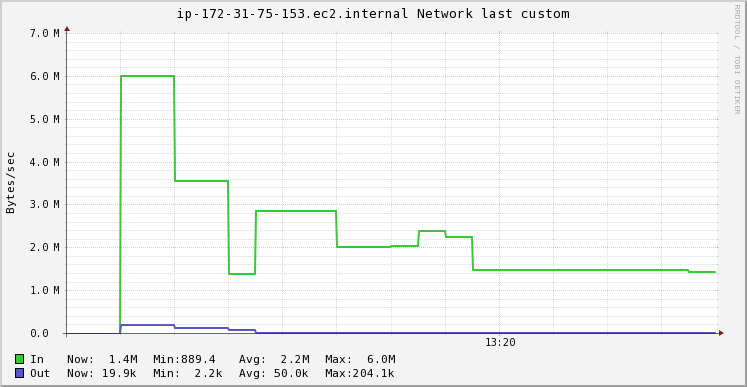 ip-172-31-75-153.ec2.internal Network last custom
RRDTOOL / TOBI OETIKER
Bytes/sec
7.0 M
6.0 M
5.0 M
4.0 M
3.0 M
2.0 M
1.0 M
0.0
13:20
In Now: 1.4M Min:889.4 Avg: 2.2M Max: 6.0M
Out Now: 19.9k Min: 2.2k Avg: 50.0k Max:204.1k